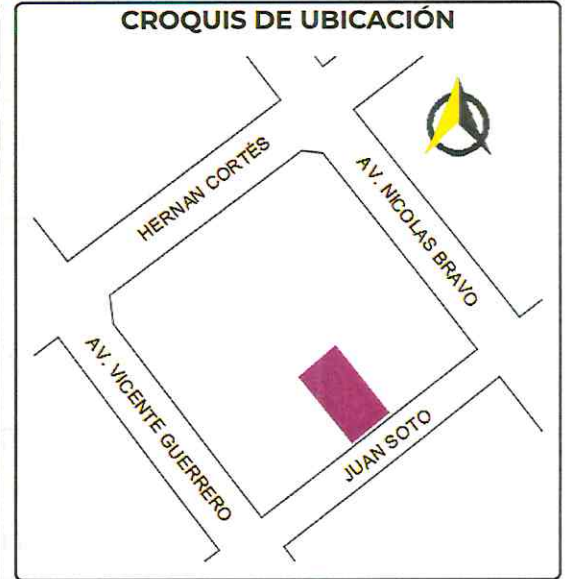 CROQUIS DE UBICACIÓN
HERNAN CORTÉS
AV. NICOLAS BRAVO
AV. VICENTE GUERRERO
JUAN SOTO